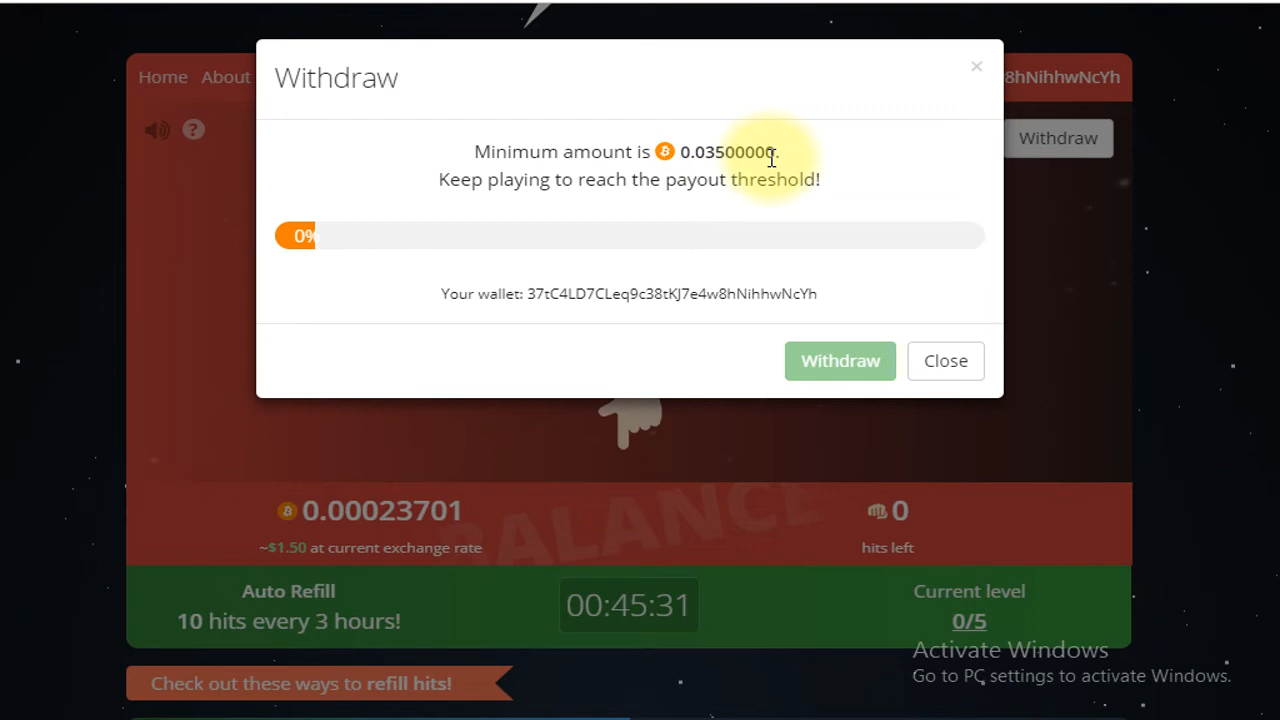 Withdraw
×
Home About
8hNihhwNcYh
?
Withdraw
Minimum amount is 0.03500000.
Keep playing to reach the payout threshold!
0%
Your wallet: 37tC4LD7CLeq9c38tKJ7e4w8hNihhwNcYh
Withdraw Close
BALANCE
0.00023701
0
~$1.50 at current exchange rate
hits left
Auto Refill
10 hits every 3 hours!
00:45:31
Current level
0/5
Activate Windows
Go to PC settings to activate Windows.
Check out these ways to refill hits!